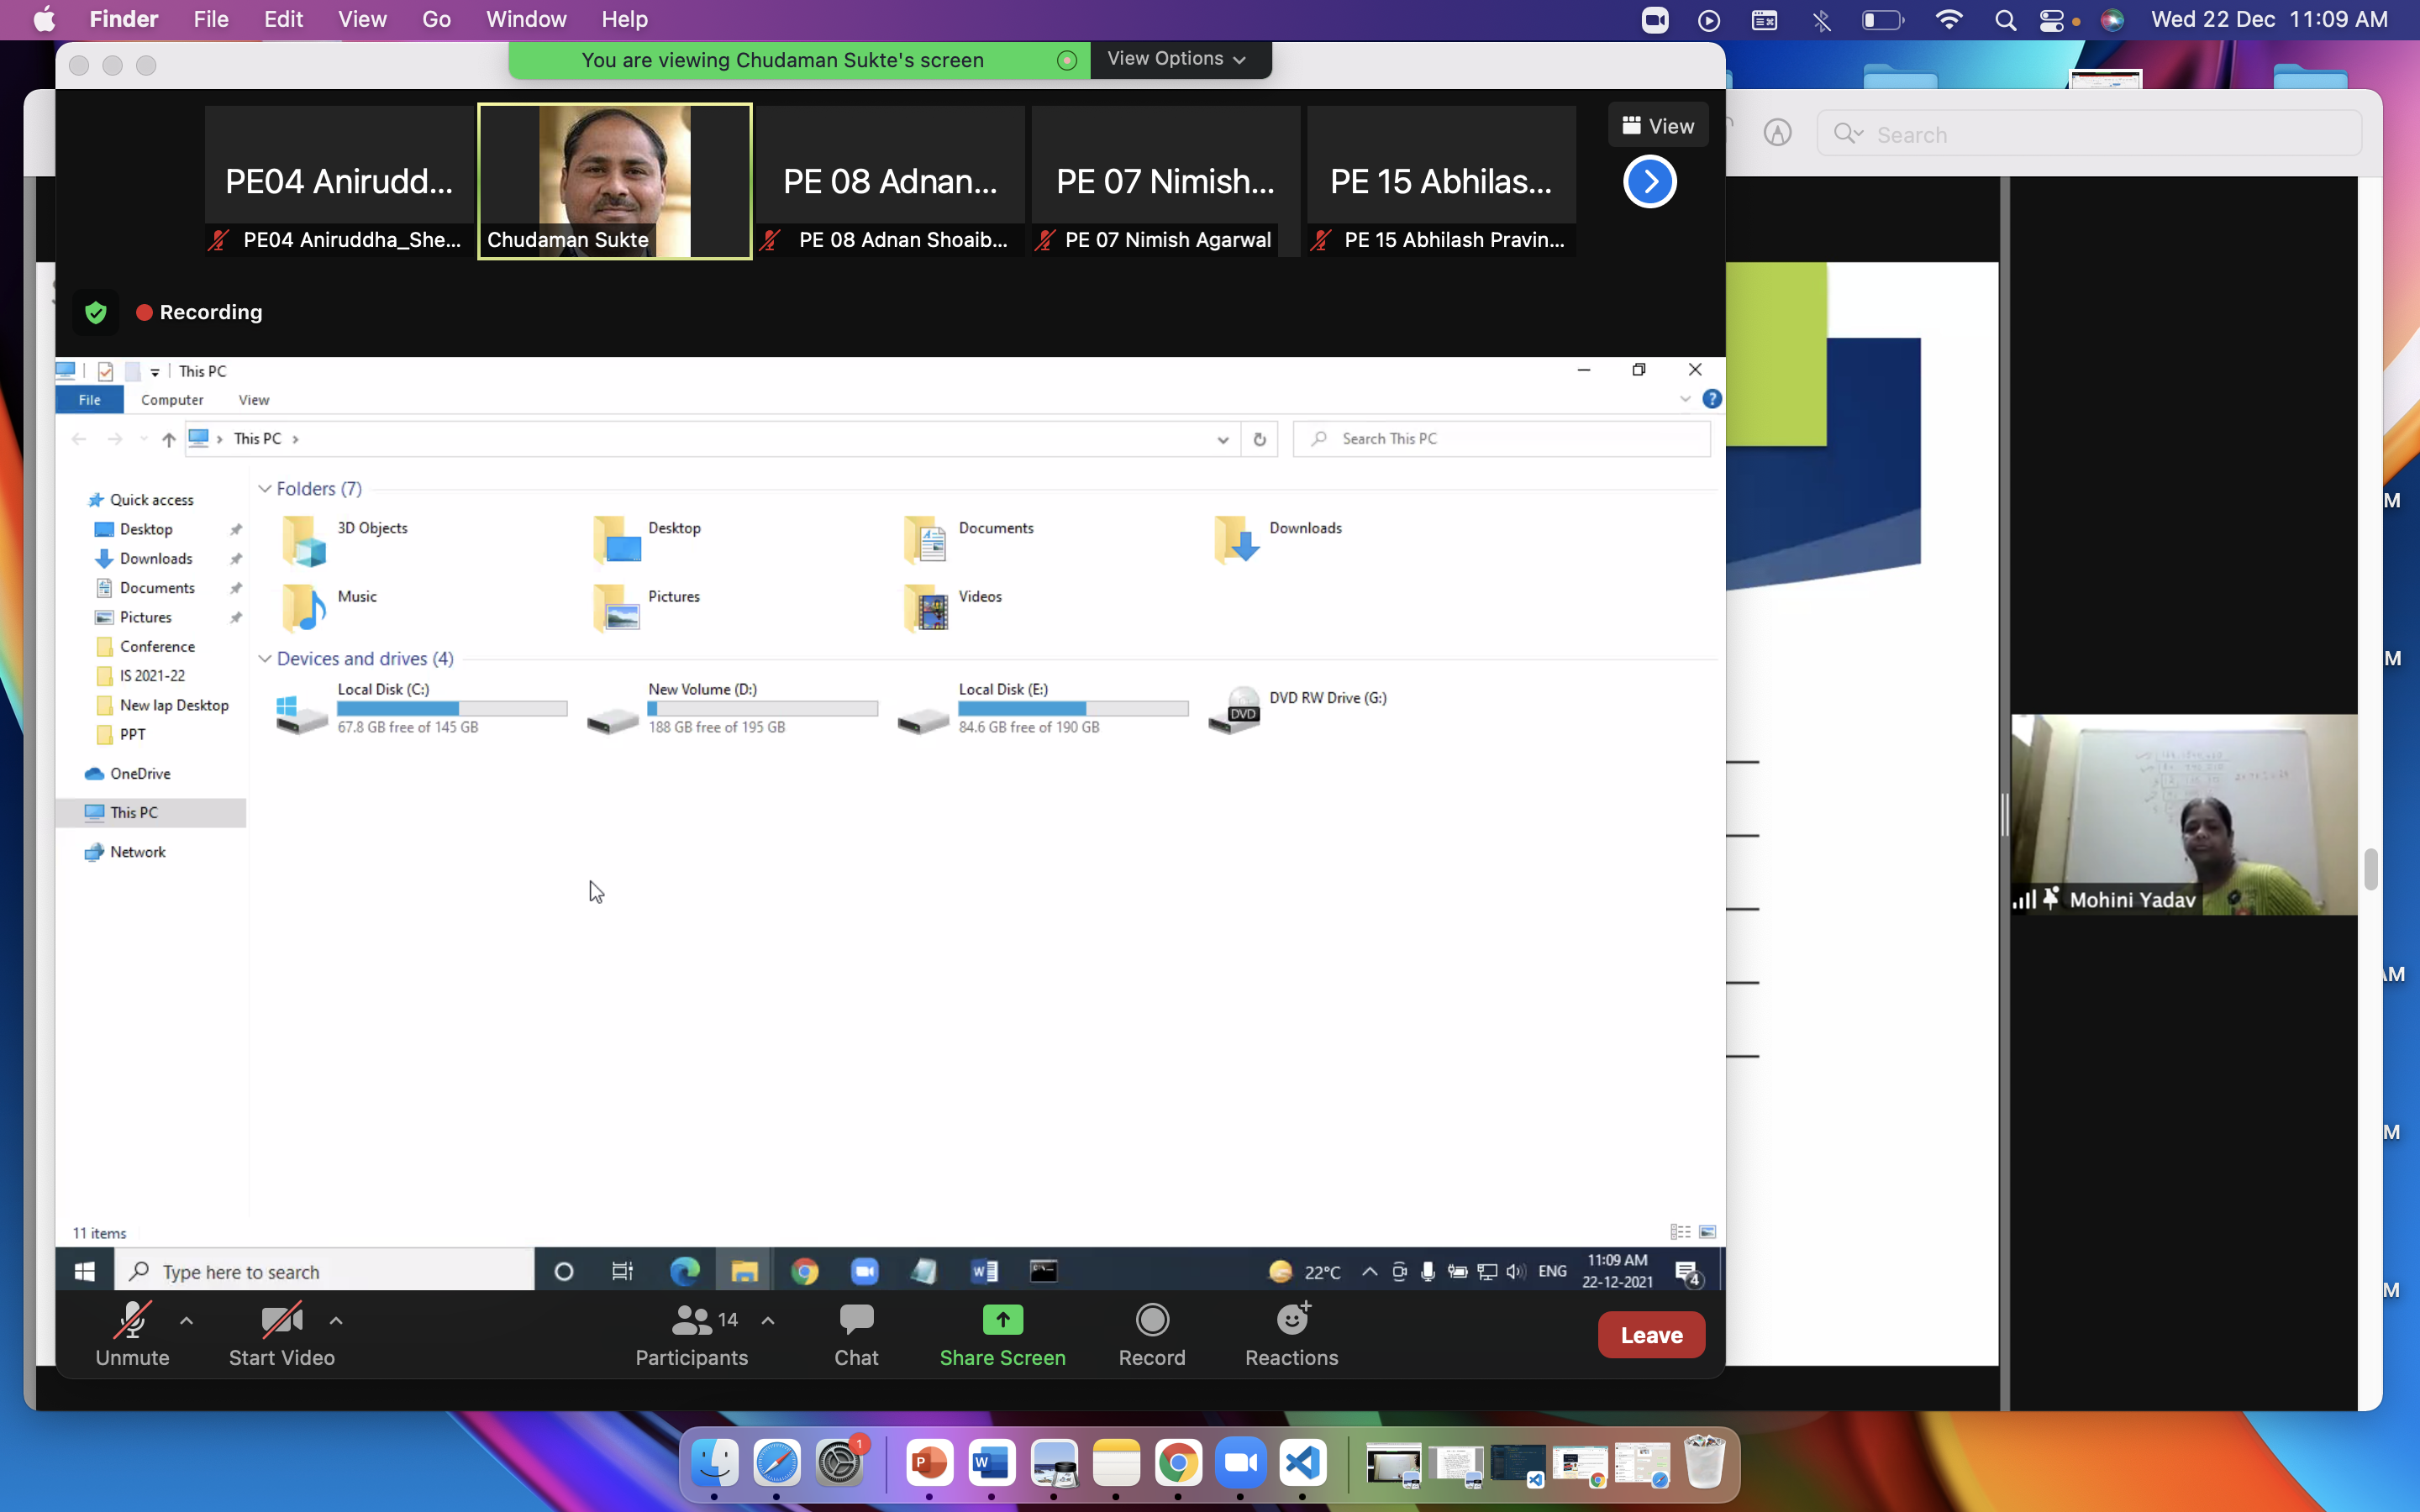 Finder File Edit View Go Window Help
Wed 22 Dec 11:09 AM
You are viewing Chudaman Sukte's screen
View Options
PE04 Anirudd...
PE 08 Adnan...
PE 07 Nimish...
PE 15 Abhilas...
View
PE04 Aniruddha_She...
Chudaman Sukte
PE 08 Adnan Shoaib...
PE 07 Nimish Agarwal
PE 15 Abhilash Pravin...
Search
Recording
This PC
File Computer View
This PC
Search This PC
Quick access
Desktop
Downloads
Documents
Pictures
Conference
IS 2021-22
New lap Desktop
PPT
OneDrive
This PC
Network
Folders (7)
3D Objects
Desktop
Documents
Downloads
Music
Pictures
Videos
Devices and drives (4)
Local Disk (C:)
67.8 GB free of 145 GB
New Volume (D:)
188 GB free of 195 GB
Local Disk (E:)
84.6 GB free of 190 GB
DVD RW Drive (G:)
DVD
Mohini Yadav
M
M
AM
M
M
11 items
Type here to search
W
22°C
ENG
11:09 AM
22-12-2021
4
Unmute
Start Video
14
Participants
Chat
Share Screen
Record
Reactions
Leave
1
P
W